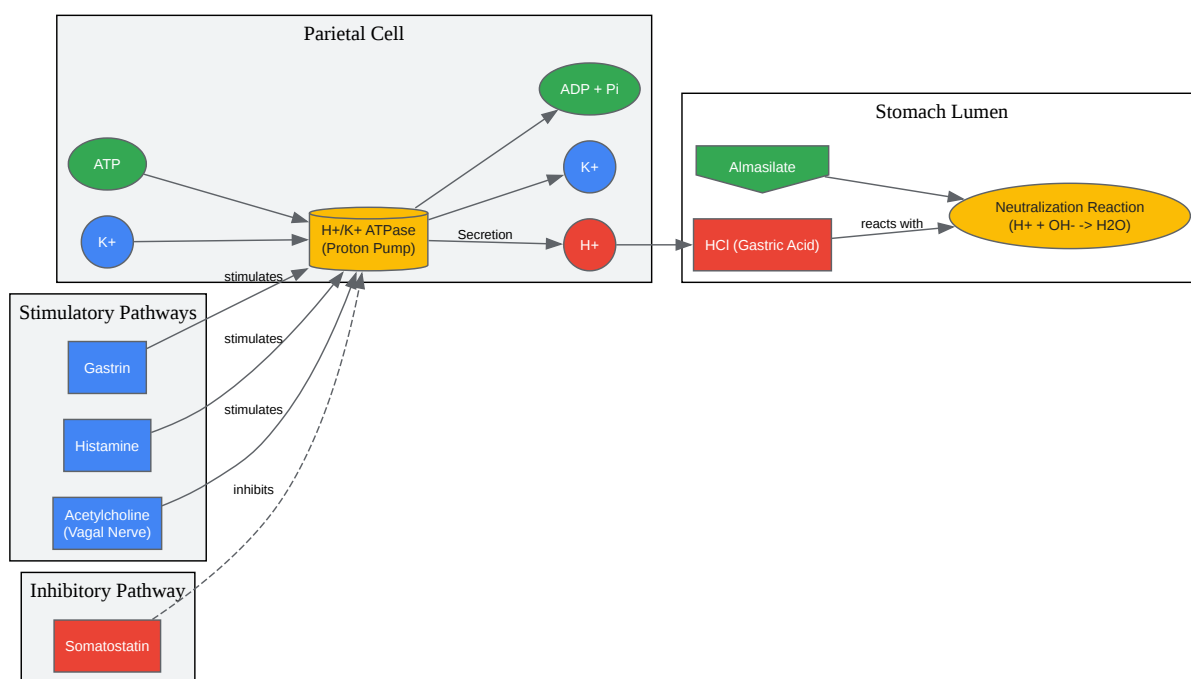 Parietal Cell
ATP
K+
H+/K+ ATPase
(Proton Pump)
ADP + Pi
K+
Secretion
H+
Stomach Lumen
Almasilate
HCl (Gastric Acid)
reacts with
Neutralization Reaction
(H+ + OH- -> H2O)
Stimulatory Pathways
Gastrin
Histamine
Acetylcholine
(Vagal Nerve)
stimulates
stimulates
stimulates
inhibits
Inhibitory Pathway
Somatostatin